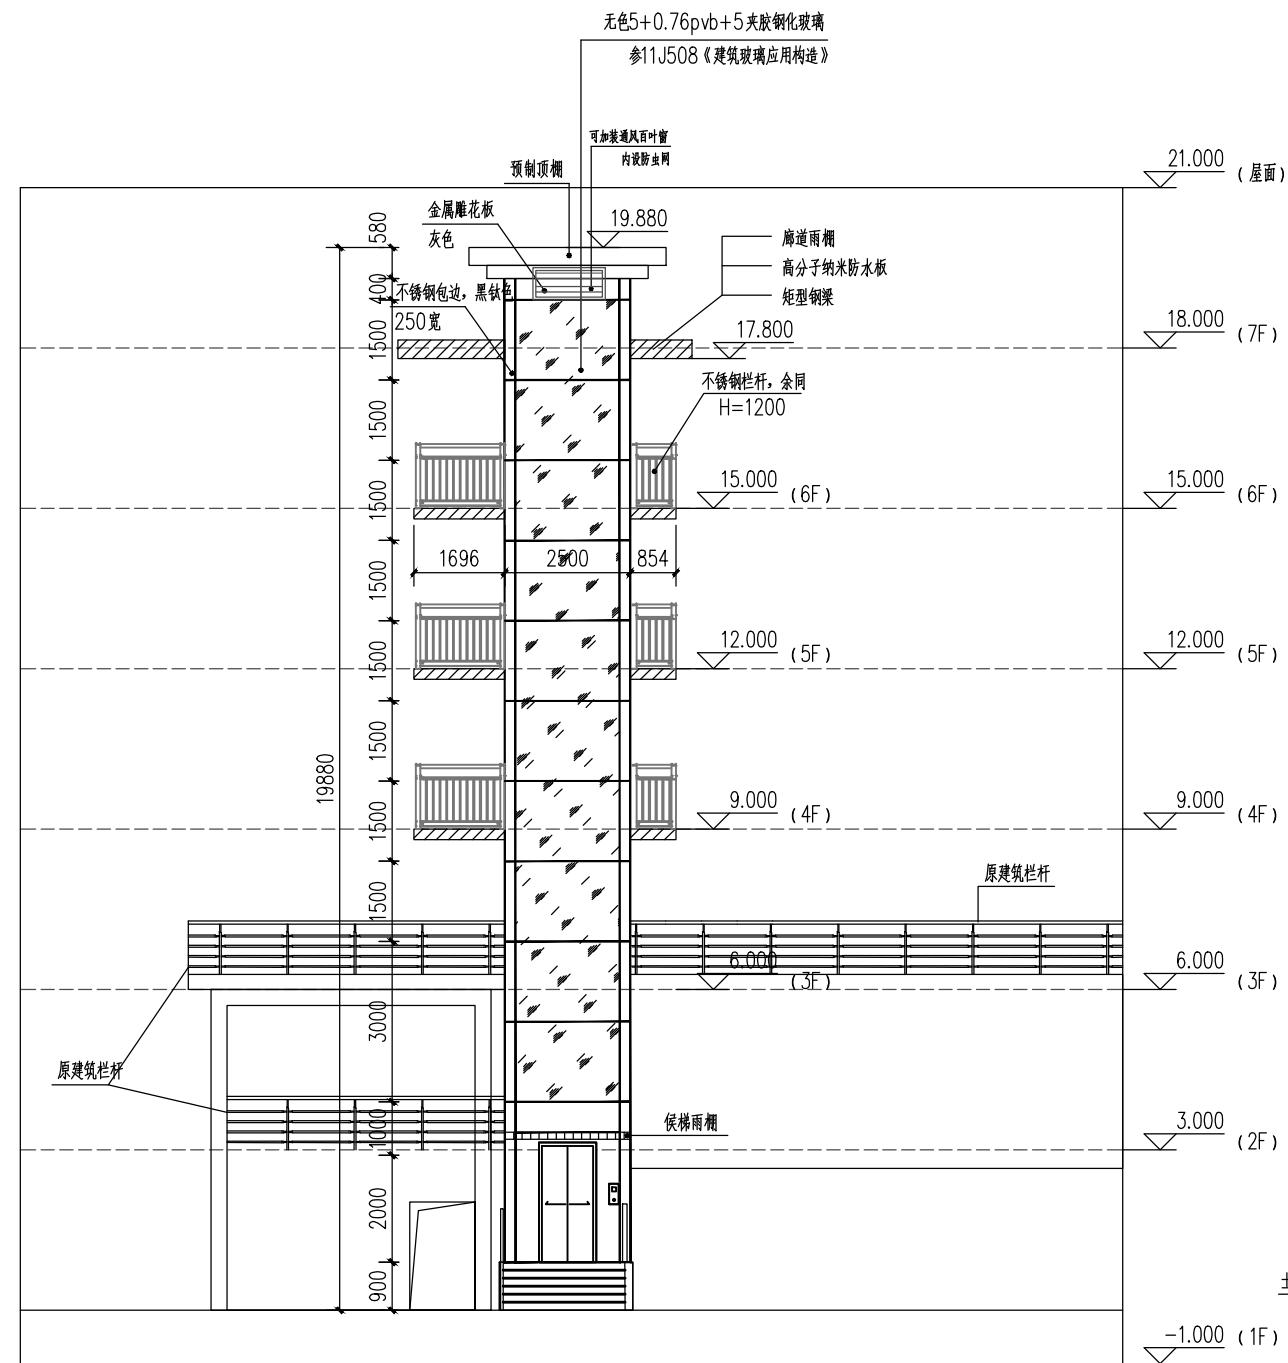 无色5+0.76pvb+5夹胶钢化玻璃
参11J508《建筑玻璃应用构造》
可加装通风百叶窗
内设防虫网
预制顶棚
21.000 (屋面)
金属雕花板
灰色
19.880
580
廊道雨棚
高分子纳米防水板
矩型钢梁
400
不锈钢包边，黑钛色
250宽
17.800
18.000 (7F)
1500
不锈钢栏杆，余同
H=1200
1500
15.000 (6F)
15.000 (6F)
1500
1696
2500
854
1500
12.000 (5F)
12.000 (5F)
1500
1500
19880
9.000 (4F)
9.000 (4F)
1500
原建筑栏杆
1500
6.000 (3F)
6.000 (3F)
3000
原建筑栏杆
侯梯雨棚
1000
3.000 (2F)
2000
900
-1.000 (1F)